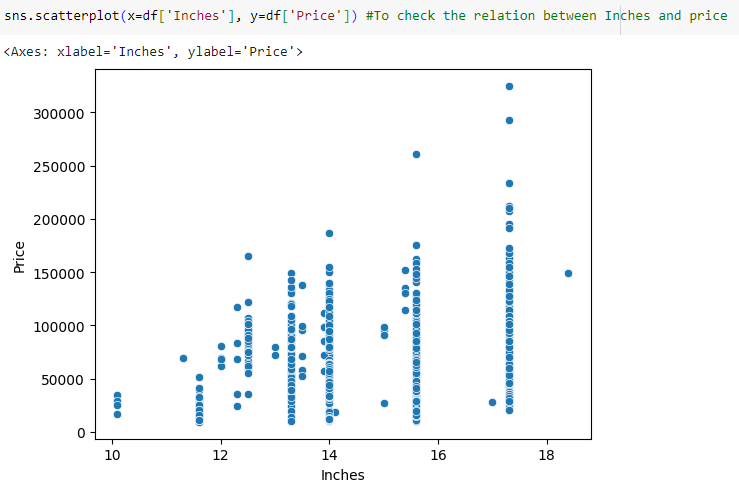 sns.scatterplot(x=df['Inches'], y=df['Price']) #To check the relation between Inches and price
<Axes: xlabel='Inches', ylabel='Price'>
300000
250000
200000
150000
100000
50000
0
Price
10 12 14 16 18
Inches